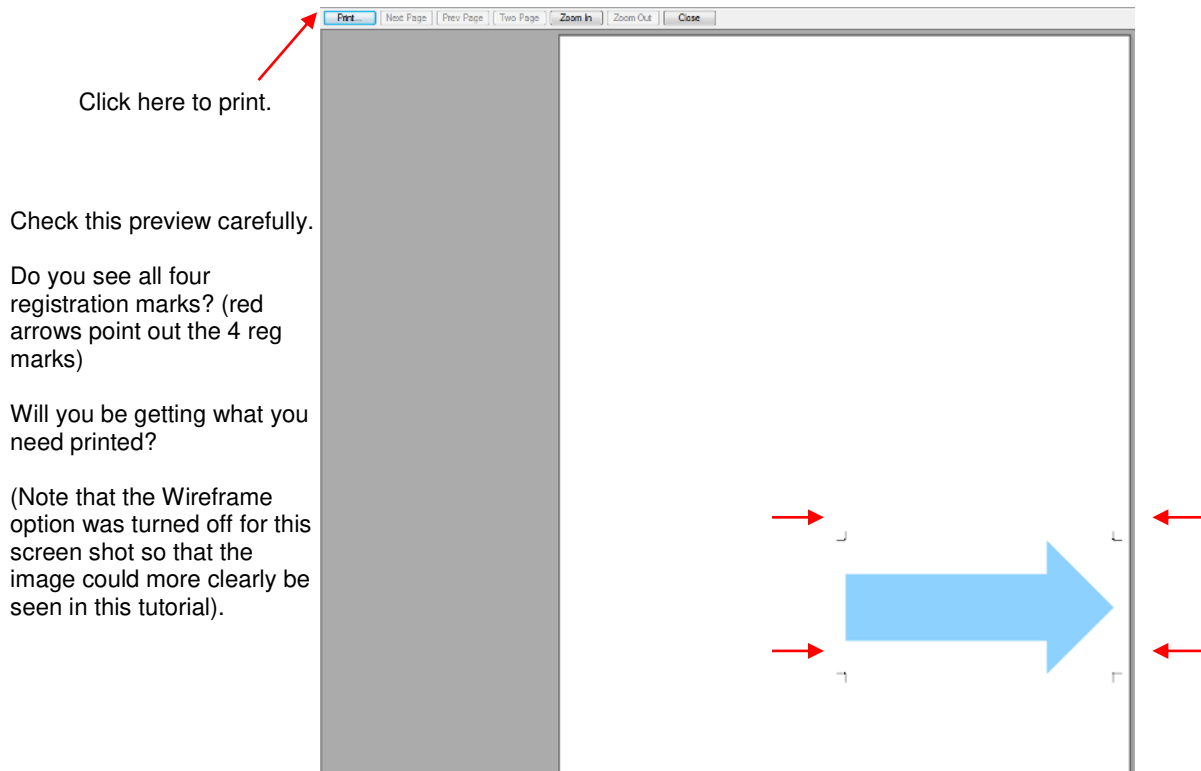 Print... Next Page Prev Page Two Page Zoom In Zoom Out Close
Click here to print.
Check this preview carefully.
Do you see all four
registration marks? (red
arrows point out the 4 reg
marks)
Will you be getting what you
need printed?
(Note that the Wireframe
option was turned off for this
screen shot so that the
image could more clearly be
seen in this tutorial).